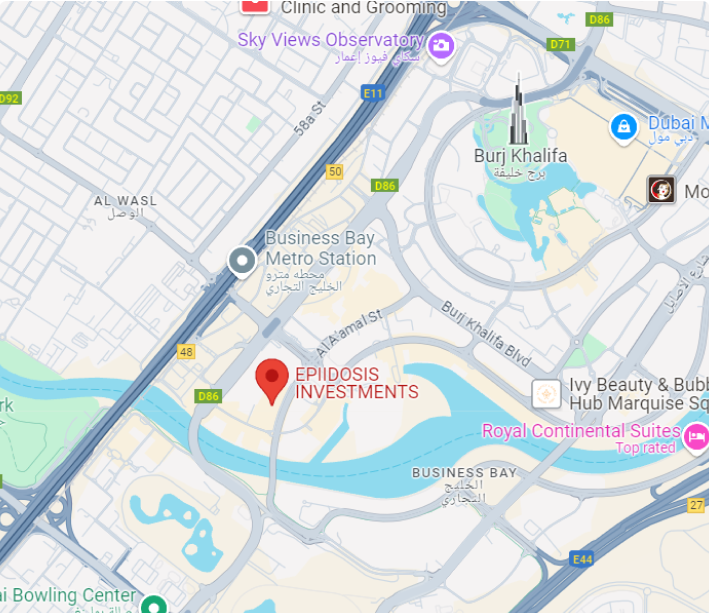 Clinic and Grooming
D86
Sky Views Observatory
سكاي فيوز إعمار
D71
E11
D92
58a St
Dubai M
دبي مول
Burj Khalifa
برج خليفة
50
D86
Mo
AL WASL
الوصل
Business Bay
Metro Station
محطه مترو
الخليج التجاري
Al A'amal St
Burj Khalifa Blvd
48
EPIIDOSIS
INVESTMENTS
D86
Ivy Beauty & Bubb
Hub Marquise Sq
rk
Royal Continental Suites
Top rated
BUSINESS BAY
الخليج
التجاري
27
E44
ai Bowling Center